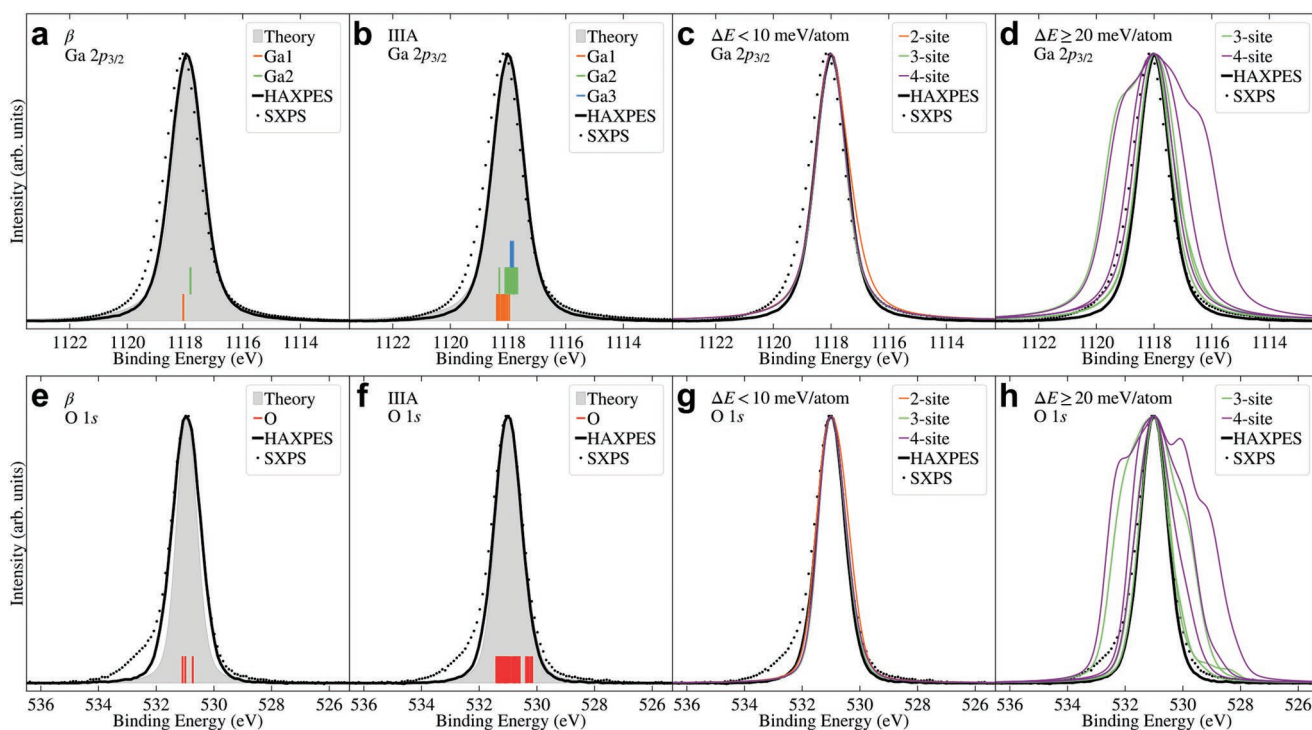 a
β
Ga 2p3/2
Theory
Ga1
Ga2
HAXPES
SXPS
b
IIIA
Ga 2p3/2
Theory
Ga1
Ga2
Ga3
HAXPES
SXPS
c
ΔE < 10 meV/atom
Ga 2p3/2
2-site
3-site
4-site
HAXPES
SXPS
d
ΔE ≥ 20 meV/atom
Ga 2p3/2
3-site
4-site
HAXPES
SXPS
Intensity (arb. units)
1122 1120 1118 1116 1114
Binding Energy (eV)
1122 1120 1118 1116 1114
Binding Energy (eV)
1122 1120 1118 1116 1114
Binding Energy (eV)
1122 1120 1118 1116 1114
Binding Energy (eV)
e
β
O 1s
Theory
O
HAXPES
SXPS
f
IIIA
O 1s
Theory
O
HAXPES
SXPS
g
ΔE < 10 meV/atom
O 1s
2-site
3-site
4-site
HAXPES
SXPS
h
ΔE ≥ 20 meV/atom
O 1s
3-site
4-site
HAXPES
SXPS
Intensity (arb. units)
536 534 532 530 528
Binding Energy (eV)
536 534 532 530 528
Binding Energy (eV)
536 534 532 530 528
Binding Energy (eV)
536 534 532 530 528 526
Binding Energy (eV)